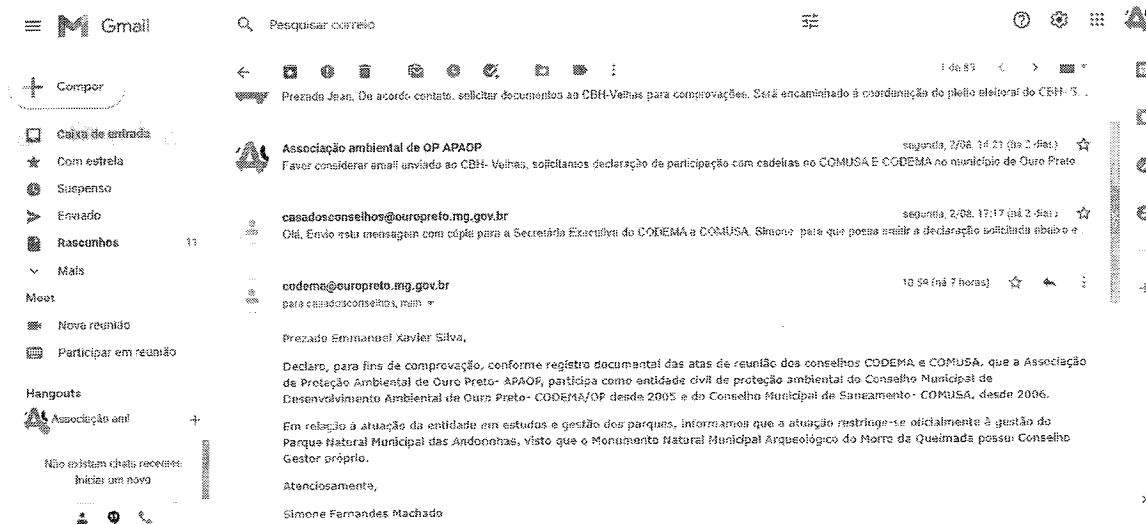 Gmail
Pesquisar correio
Compor
1 de 83
Prezado Jean, De acordo contato, solicitar documentos ao CBH-Velhas para comprovações. Será encaminhado à coordenação do pleito eleitoral do CBH- S...
Caixa de entrada
Com estrela
Suspenso
Enviado
Rascunhos 11
Mais
Meet
Nova reunião
Participar em reunião
Hangouts
Associação aml
Não existem chats recentes
Iniciar um novo
Associação ambiental de OP APAOP
segunda, 2/08, 14:21 (há 2 dias)
Favor considerar email enviado ao CBH- Velhas, solicitamos declaração de participação com cadeiras no COMUSA E CODEMA no município de Ouro Preto
casadosconselhos@ouropreto.mg.gov.br
segunda, 2/08, 17:17 (há 2 dias)
Olá, Envio esta mensagem com cópia para a Secretária Executiva do CODEMA e COMUSA, Simone, para que possa emitir a declaração solicitada abaixo e
codema@ouropreto.mg.gov.br
10:59 (há 7 horas)
para casadosconselhos, mim
Prezado Emmanuel Xavier Silva,
Declaro, para fins de comprovação, conforme registro documental das atas de reunião dos conselhos CODEMA e COMUSA, que a Associação
de Proteção Ambiental de Ouro Preto- APAOP, participa como entidade civil de proteção ambiental do Conselho Municipal de
Desenvolvimento Ambiental de Ouro Preto- CODEMA/OP desde 2005 e do Conselho Municipal de Saneamento- COMUSA, desde 2006.
Em relação à atuação da entidade em estudos e gestão dos parques, informamos que a atuação restringe-se oficialmente à gestão do
Parque Natural Municipal das Andorinhas, visto que o Monumento Natural Municipal Arqueológico do Morro da Queimada possui Conselho
Gestor próprio.
Atenciosamente,
Simone Fernandes Machado